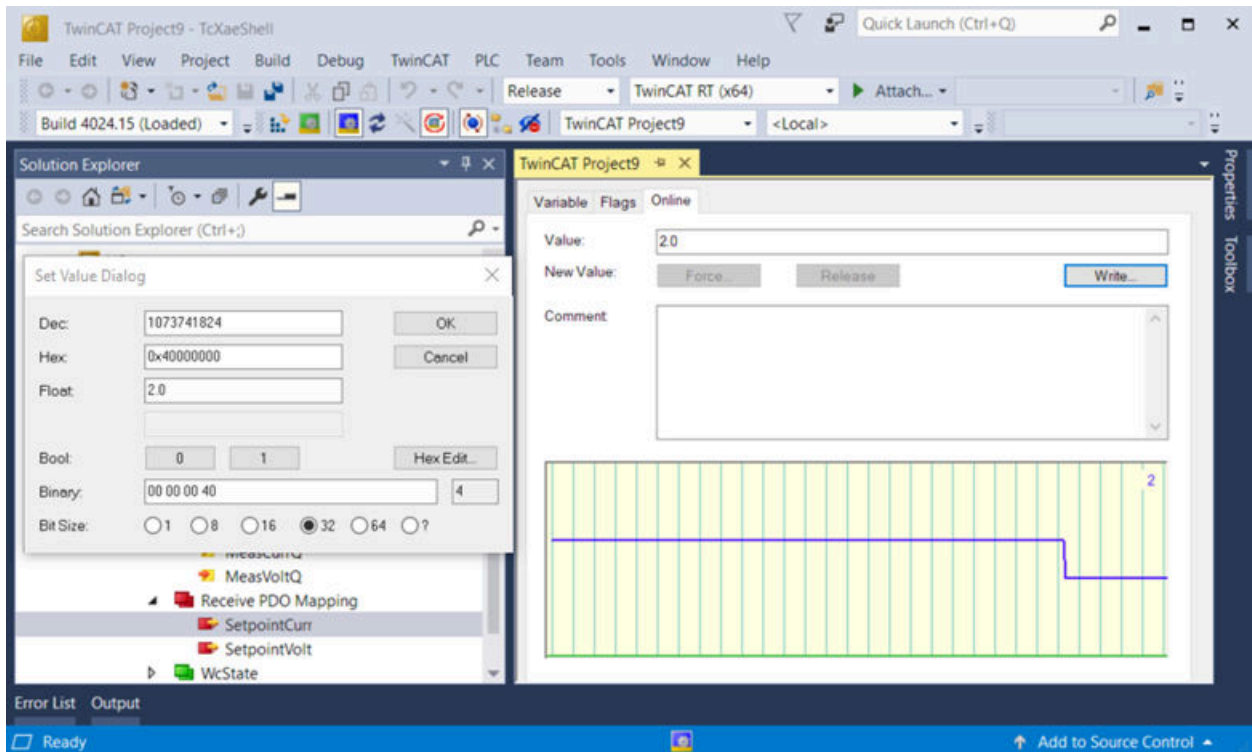 TwinCAT Project9 - TcXaeShell
Quick Launch (Ctrl+Q)
File Edit View Project Build Debug TwinCAT PLC Team Tools Window Help
Release TwinCAT RT (x64) Attach...
Build 4024.15 (Loaded) TwinCAT Project9 <Local>
Solution Explorer
Search Solution Explorer (Ctrl+;)
Set Value Dialog
Dec: 1073741824 OK
Hex: 0x40000000 Cancel
Float: 2.0
Bool: 0 1 Hex Edit...
Binary: 00 00 00 40 4
Bit Size: 1 8 16 32 64 ?
MeasCurrQ
MeasVoltQ
Receive PDO Mapping
SetpointCurr
SetpointVolt
WcState
TwinCAT Project9
Variable Flags Online
Value: 2.0
New Value: Force... Release Write...
Comment:
2
Properties
Toolbox
Error List Output
Ready
Add to Source Control